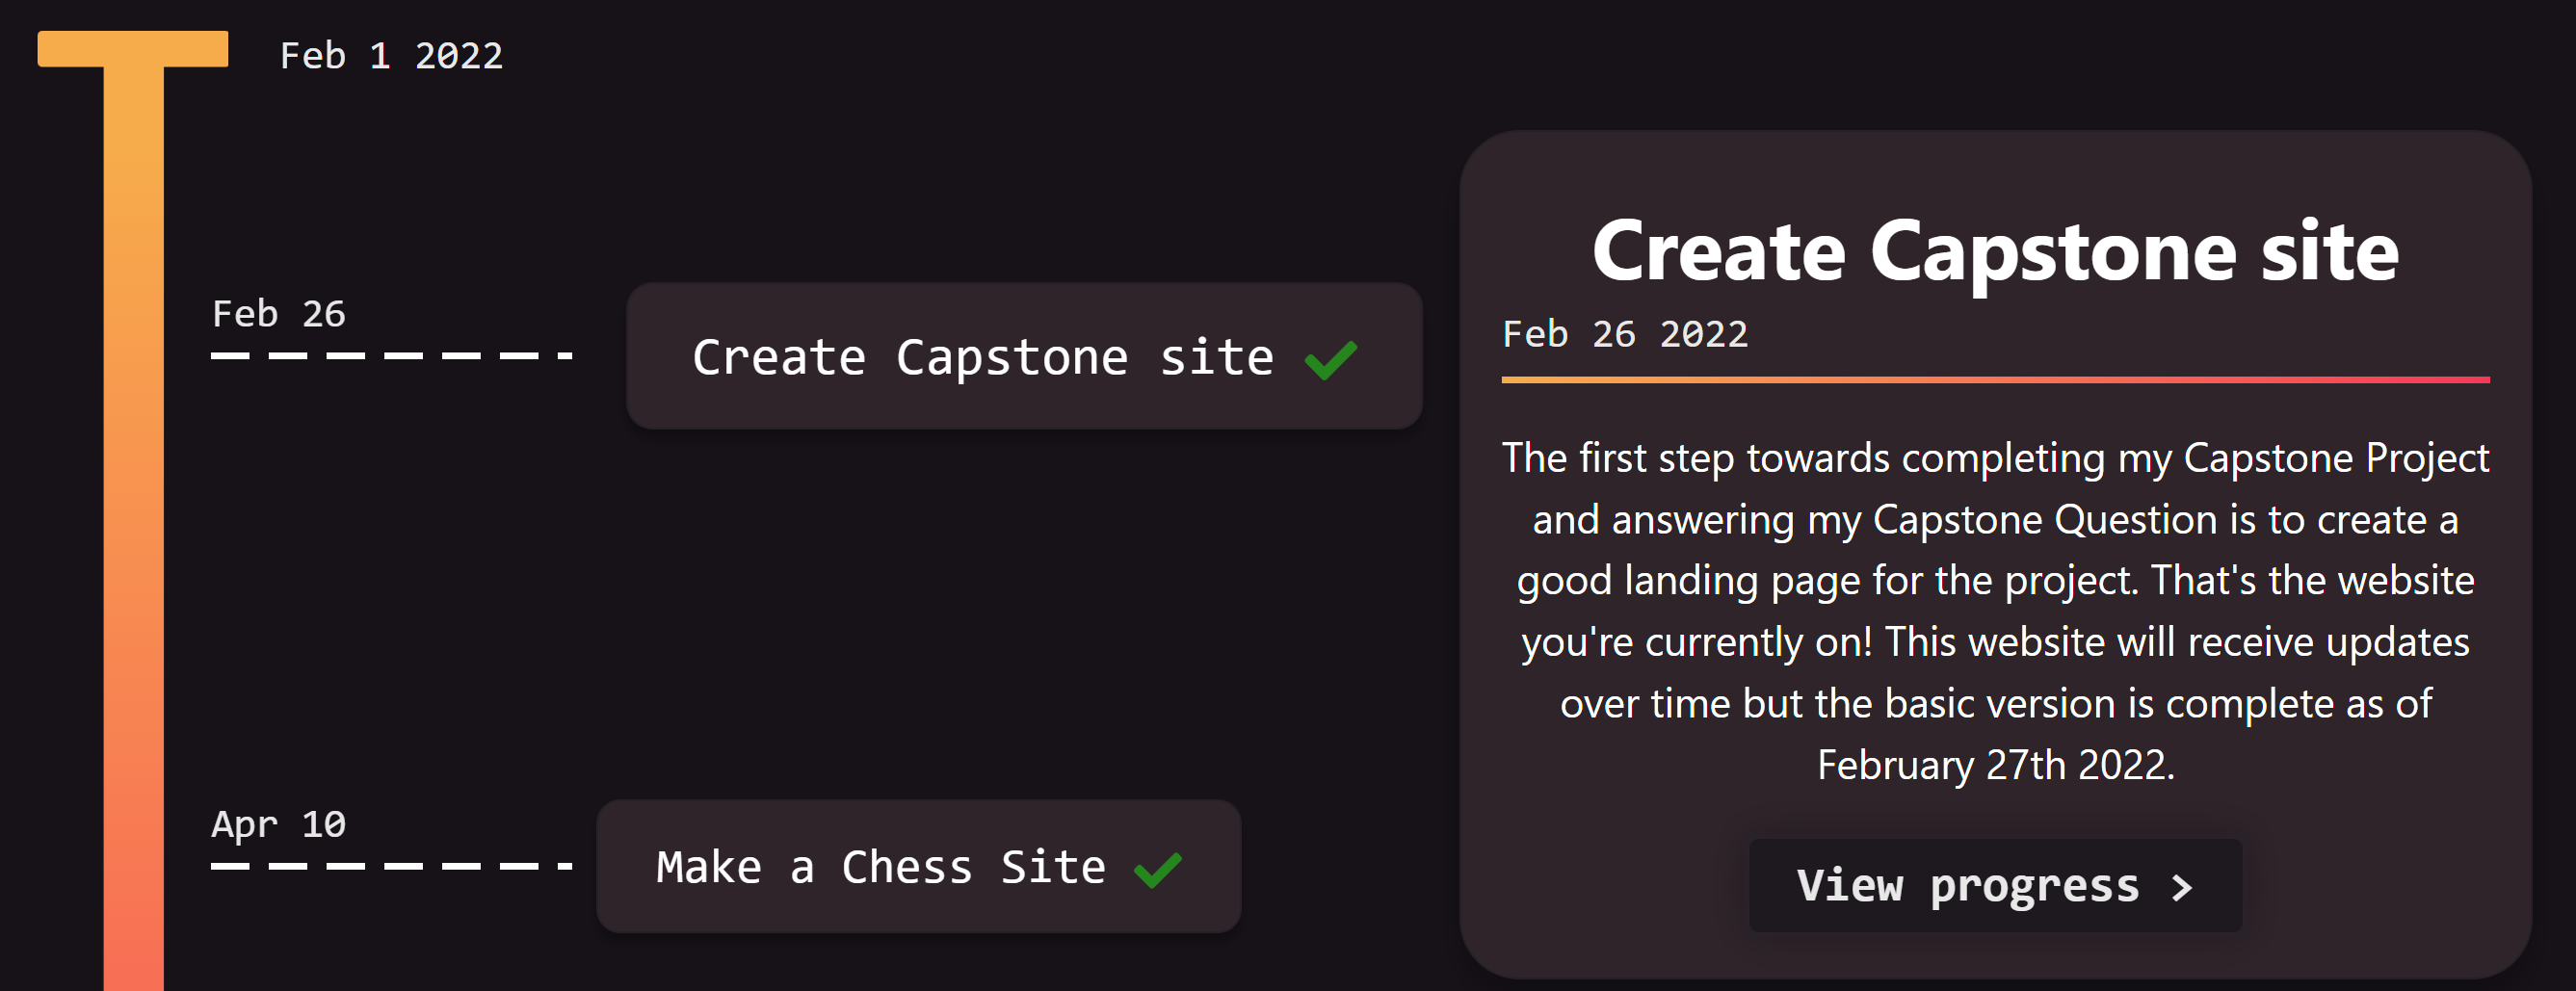 Feb 1 2022
Feb 26
Create Capstone site
Apr 10
Make a Chess Site
Create Capstone site
Feb 26 2022
The first step towards completing my Capstone Project
and answering my Capstone Question is to create a
good landing page for the project. That's the website
you're currently on! This website will receive updates
over time but the basic version is complete as of
February 27th 2022.
View progress >